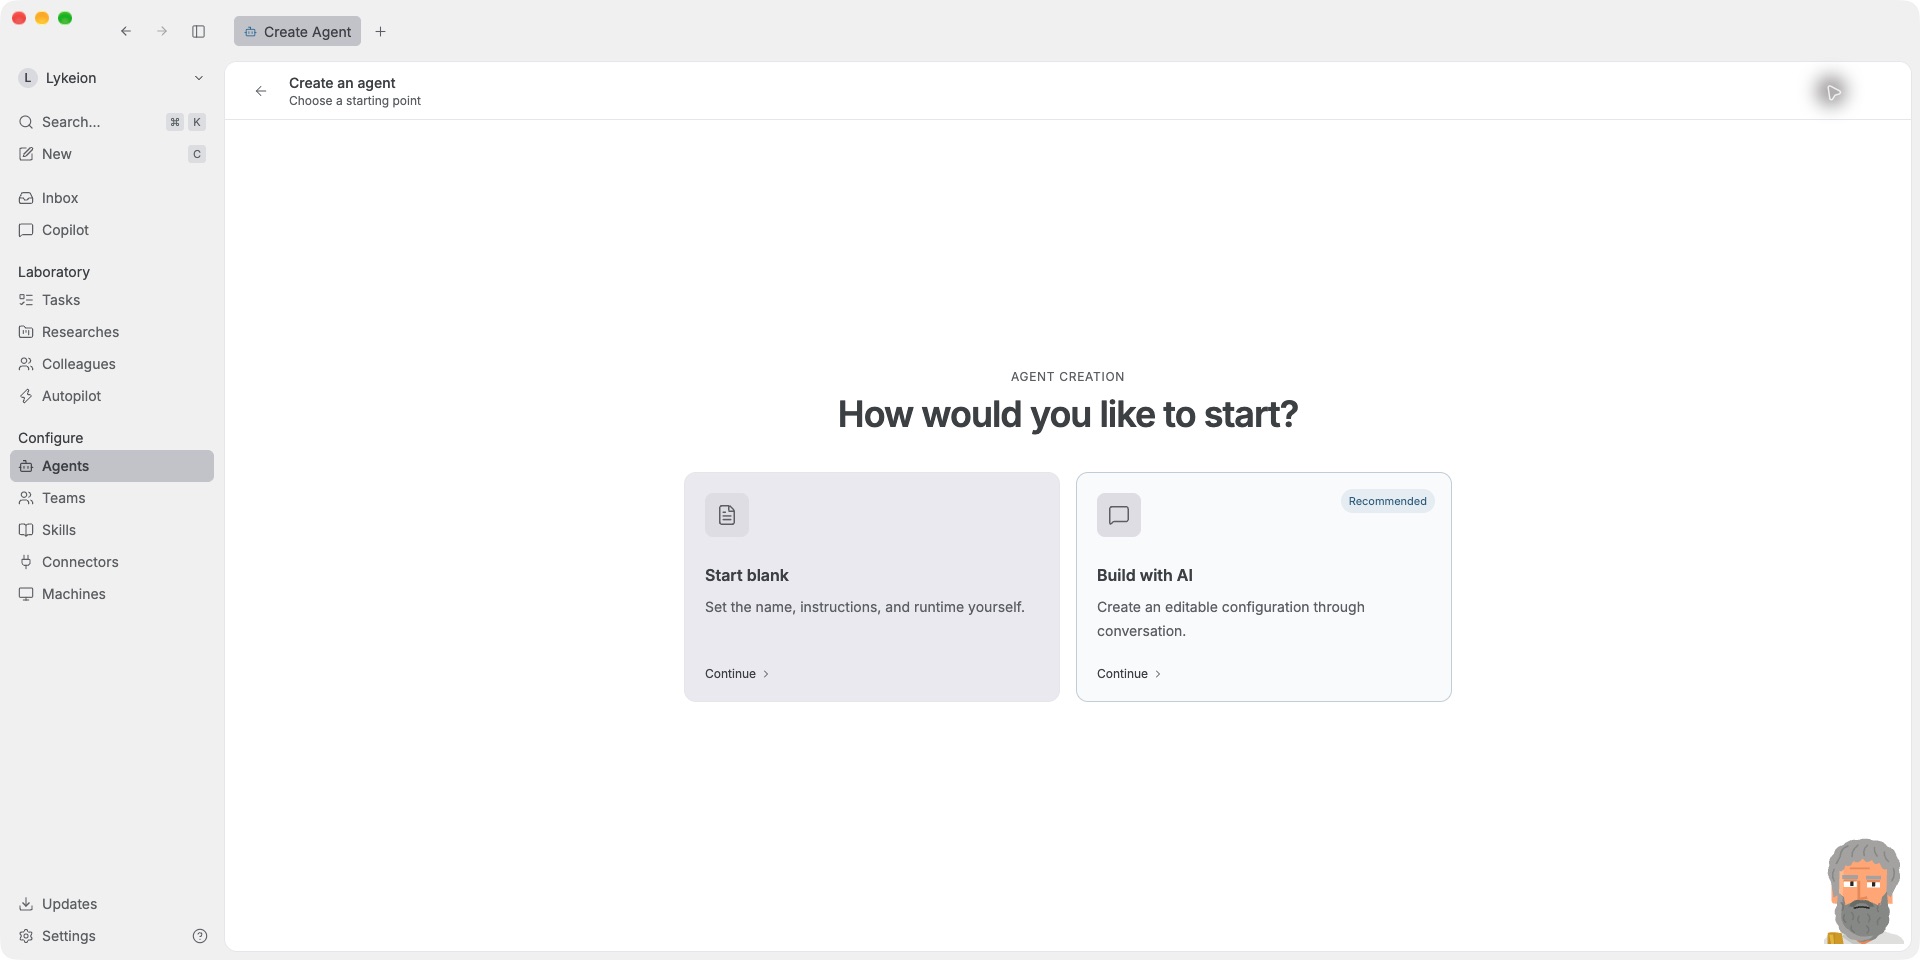 Create Agent
L Lykeion
Search... ⌘ K
New C
Inbox
Copilot
Laboratory
Tasks
Researches
Colleagues
Autopilot
Configure
Agents
Teams
Skills
Connectors
Machines
Updates
Settings
Create an agent
Choose a starting point
AGENT CREATION
How would you like to start?
Start blank
Set the name, instructions, and runtime yourself.
Continue
Recommended
Build with AI
Create an editable configuration through
conversation.
Continue